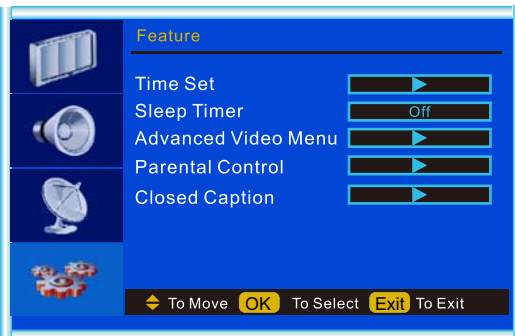 Feature
Time Set
Sleep Timer Off
Advanced Video Menu
Parental Control
Closed Caption
To Move OK To Select Exit To Exit